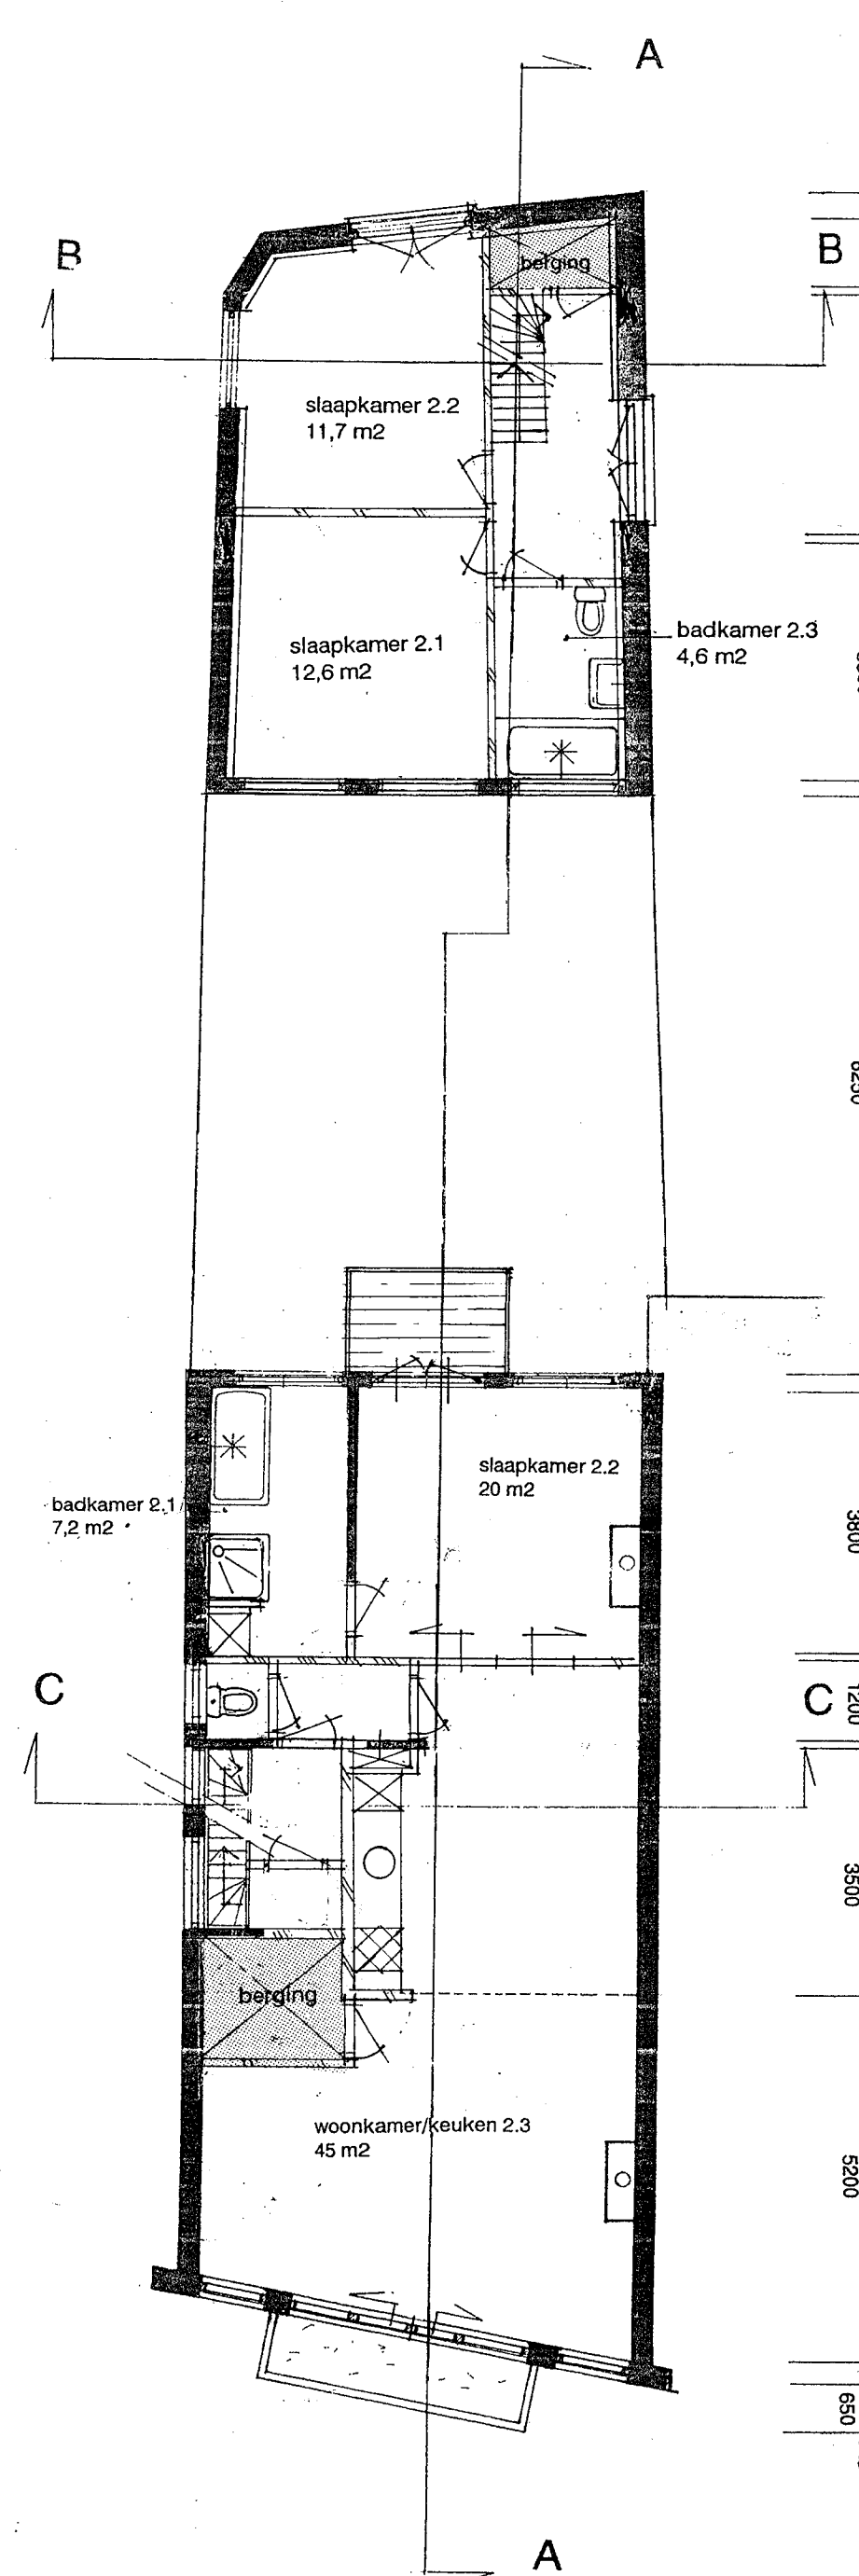 A
B
B
berging
slaapkamer 2.2
11,7 m2
slaapkamer 2.1
12,6 m2
badkamer 2.3
4,6 m2
slaapkamer 2.2
20 m2
badkamer 2.1
7,2 m2
3800
C
C
1200
3500
berging
woonkamer/keuken 2.3
45 m2
5200
650
A